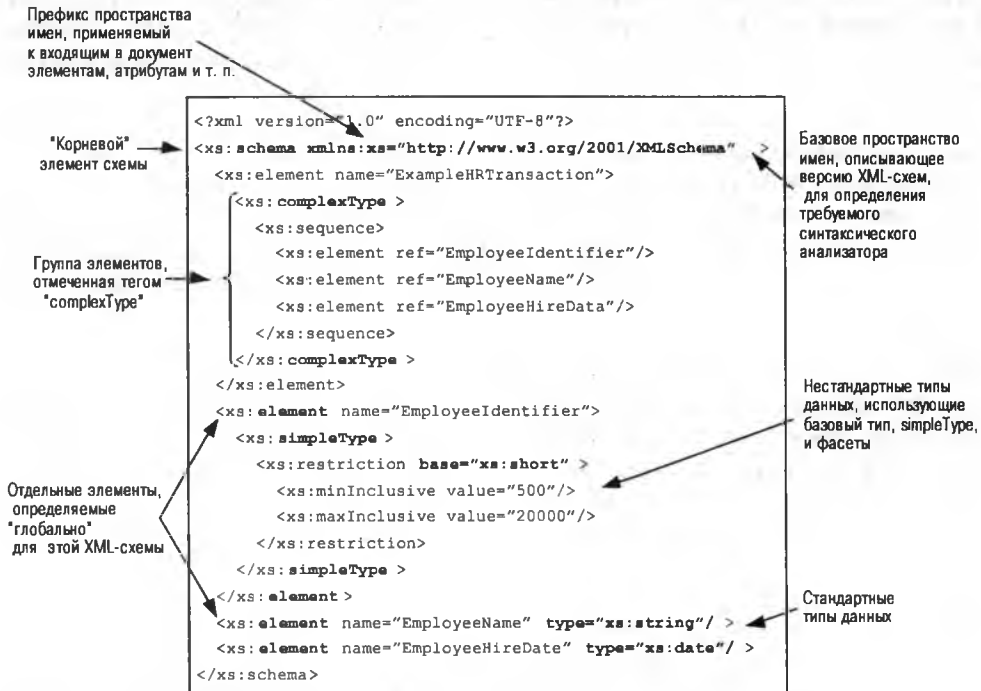 Префикс пространства
имен, применяемый
к входящим в документ
элементам, атрибутам и т. п.
"Корневой"
элемент схемы
Группа элементов,
отмеченная тегом
"complexType"
Отдельные элементы,
определяемые
"глобально"
для этой XML-схемы
<?xml version="1.0" encoding="UTF-8"?>
<xs:schema xmlns:xs="http://www.w3.org/2001/XMLSchema" >
<xs:element name="ExampleHRTransaction">
<xs:complexType >
<xs:sequence>
<xs:element ref="EmployeeIdentifier"/>
<xs:element ref="EmployeeName"/>
<xs:element ref="EmployeeHireData"/>
</xs:sequence>
</xs:complexType >
</xs:element>
<xs:element name="EmployeeIdentifier">
<xs:simpleType >
<xs:restriction base="xs:short" >
<xs:minInclusive value="500"/>
<xs:maxInclusive value="20000"/>
</xs:restriction>
</xs:simpleType >
</xs:element >
<xs:element name="EmployeeName" type="xs:string"/ >
<xs:element name="EmployeeHireDate" type="xs:date"/ >
</xs:schema>
Базовое пространство
имен, описывающее
версию XML-схем,
для определения
требуемого
синтаксического
анализатора
Нестандартные типы
данных, использующие
базовый тип, simpleType,
и фасеты
Стандартные
типы данных